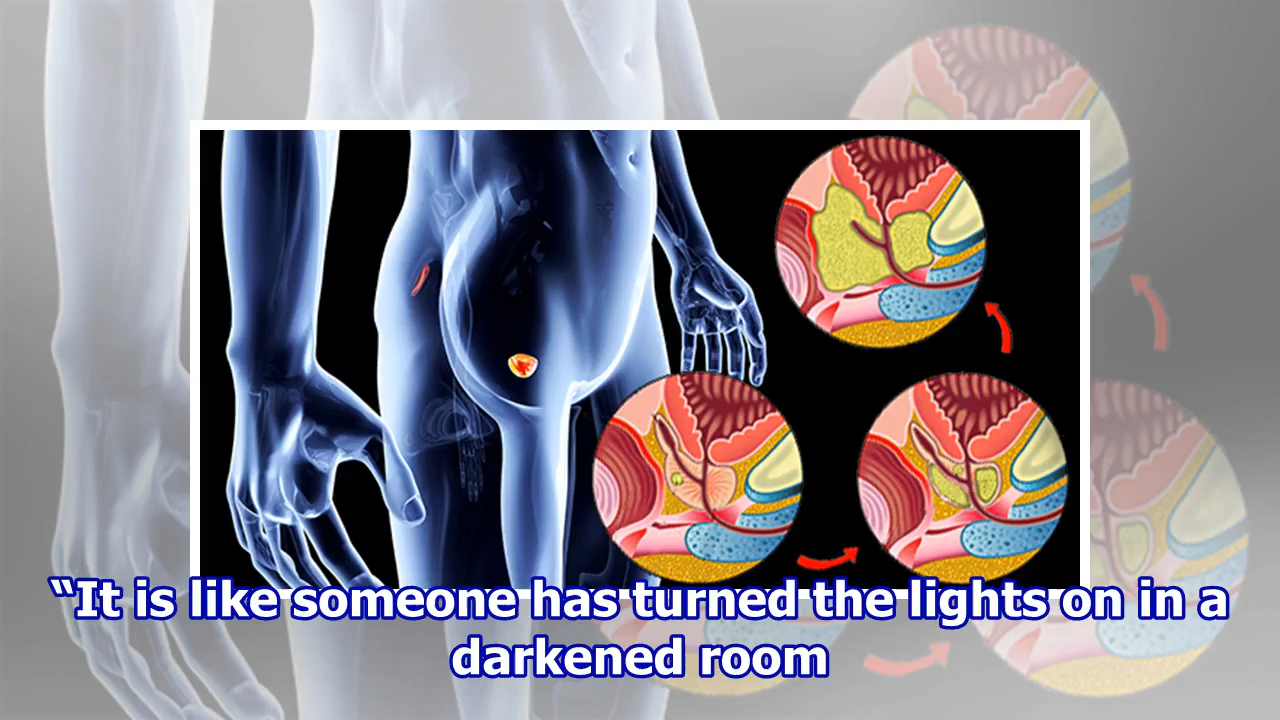 “It is like someone has turned the lights on in a
darkened room